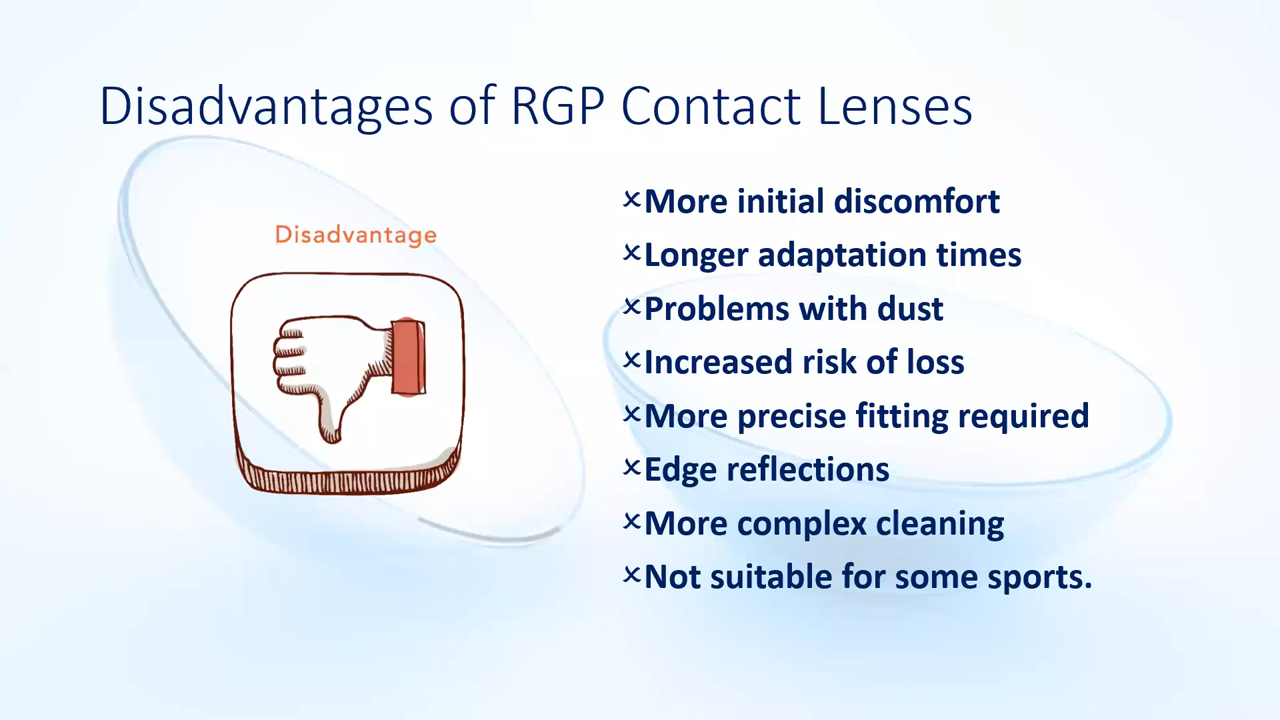 Disadvantages of RGP Contact Lenses
Disadvantage
×More initial discomfort
×Longer adaptation times
×Problems with dust
×Increased risk of loss
×More precise fitting required
×Edge reflections
×More complex cleaning
×Not suitable for some sports.